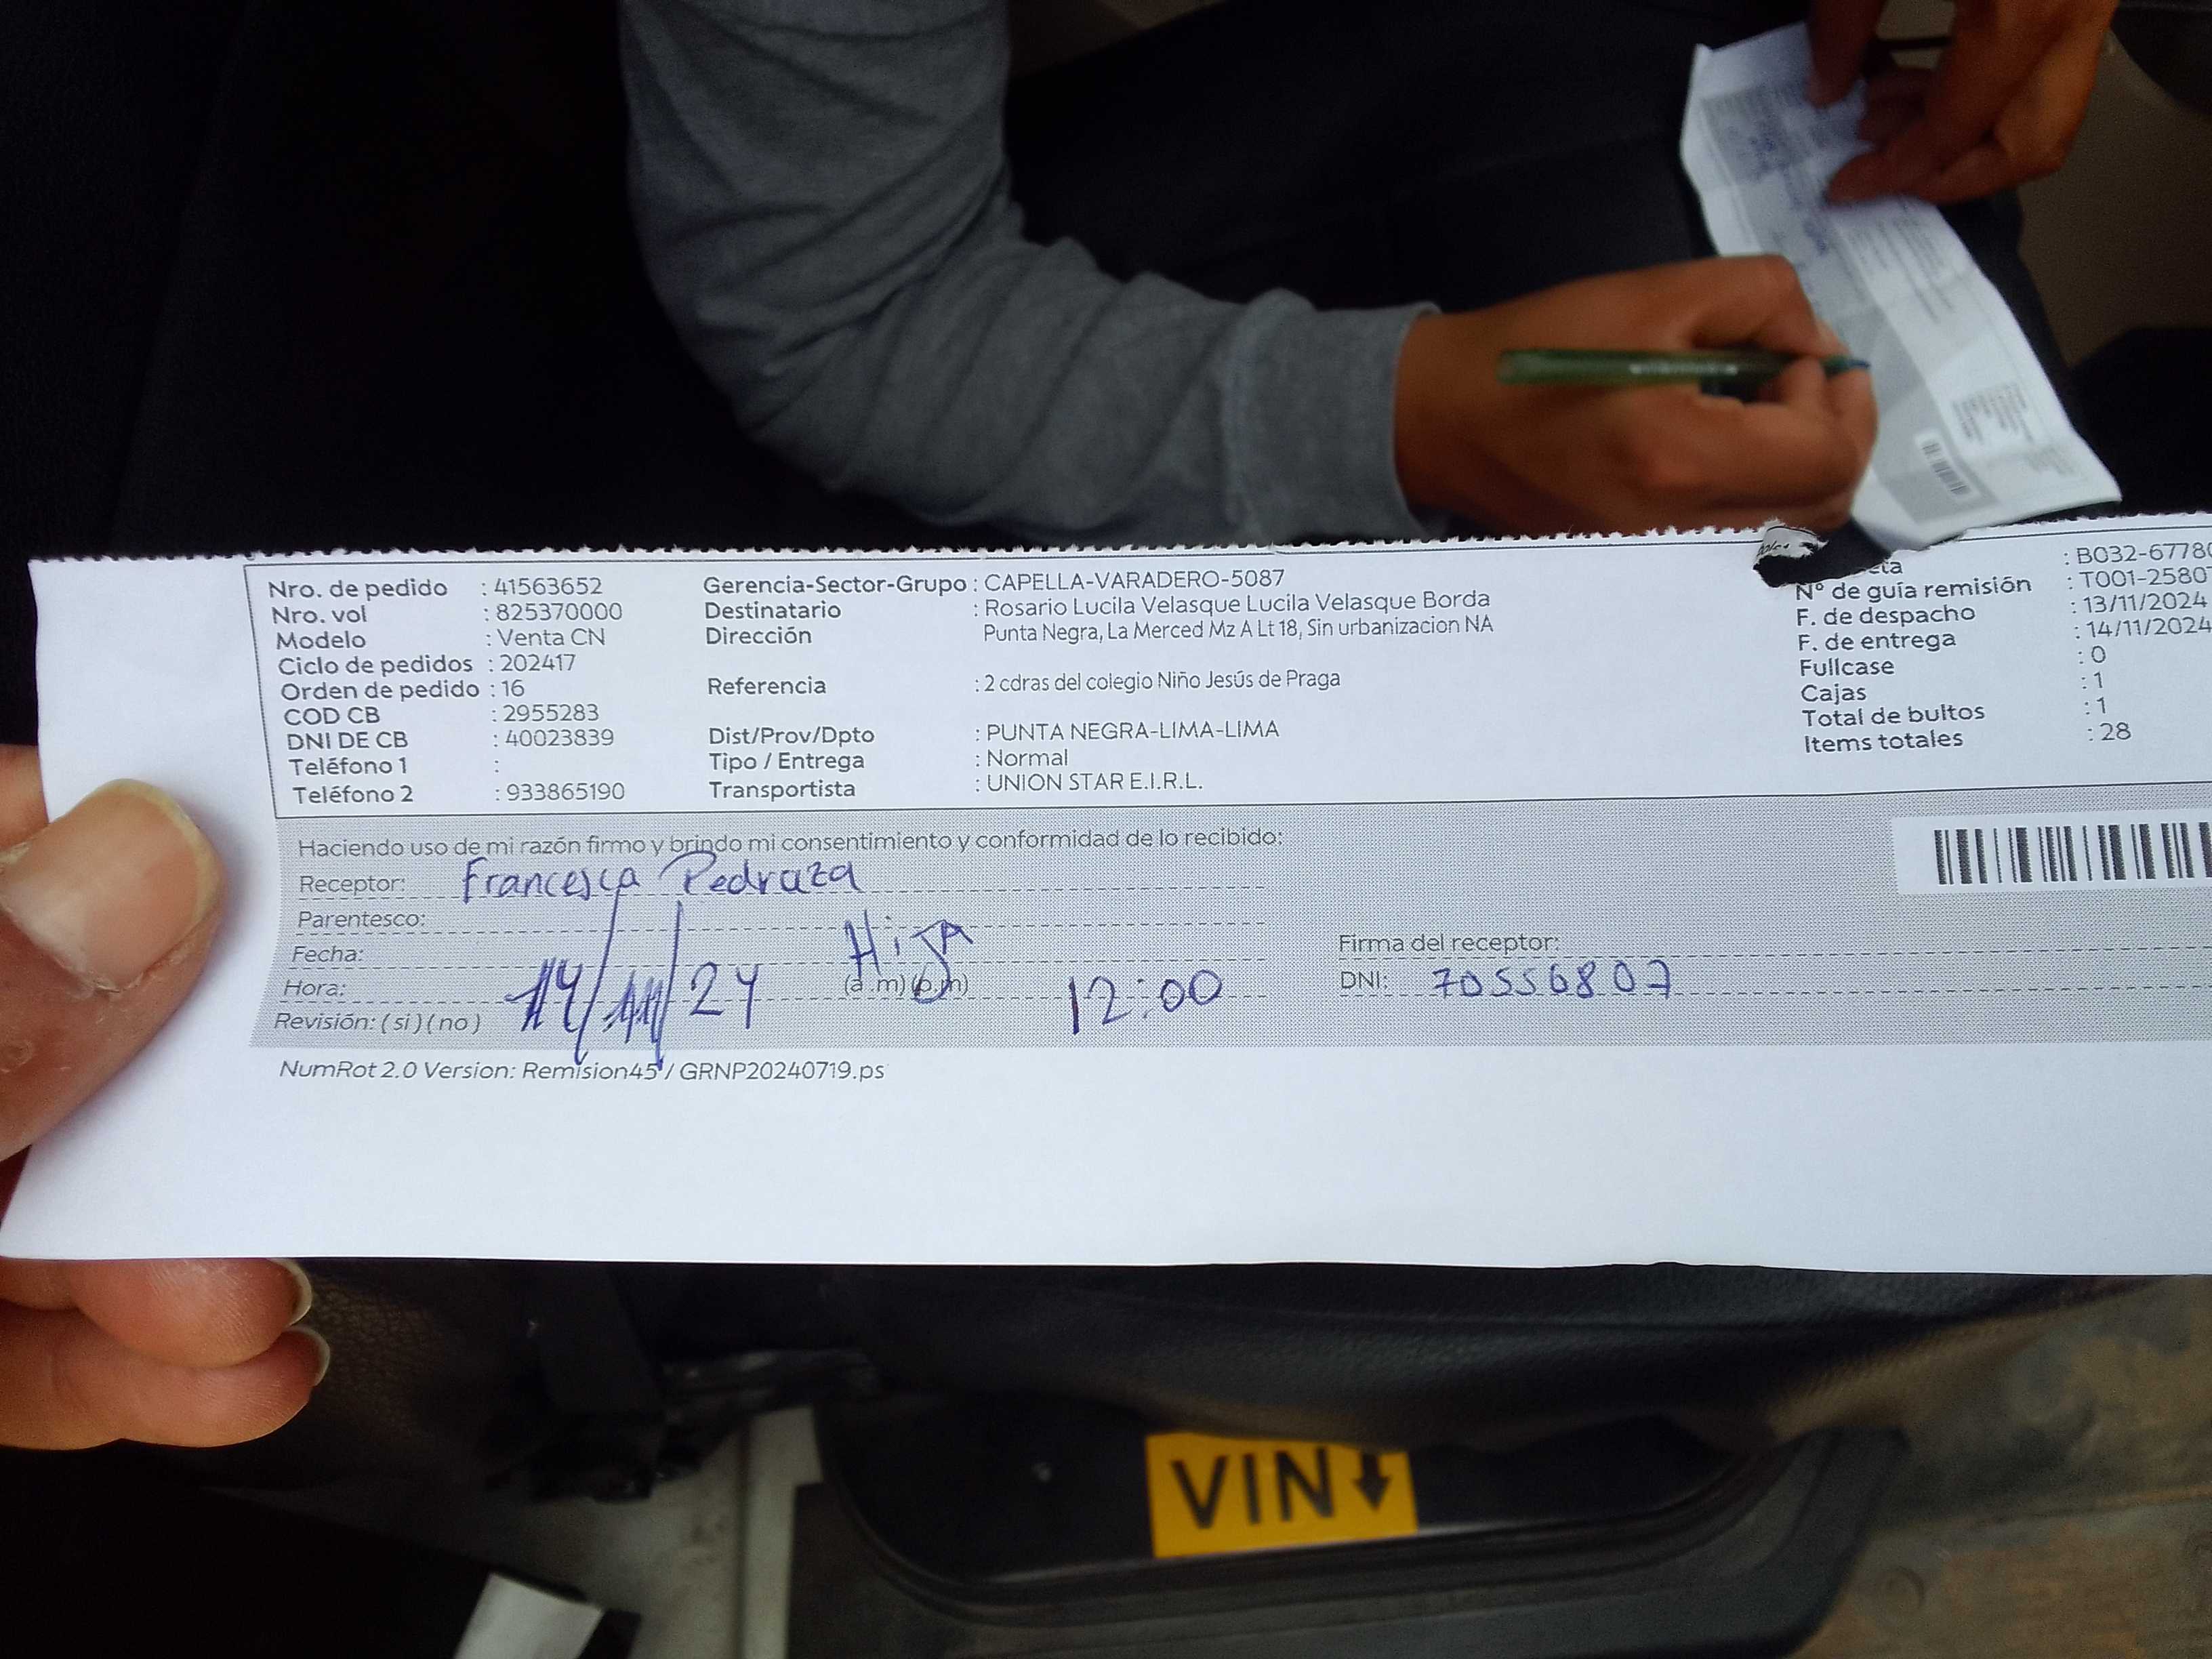 Nro. de pedido : 41563652
Nro. vol : 825370000
Modelo : Venta CN
Ciclo de pedidos : 202417
Orden de pedido : 16
COD CB : 2955283
DNI DE CB : 40023839
Teléfono 1 :
Teléfono 2 : 933865190
Gerencia-Sector-Grupo : CAPELLA-VARADERO-5087
Destinatario : Rosario Lucila Velasque Lucila Velasque Borda
Dirección Punta Negra, La Merced Mz A Lt 18, Sin urbanizacion NA
Referencia : 2 cdras del colegio Niño Jesús de Praga
Dist/Prov/Dpto : PUNTA NEGRA-LIMA-LIMA
Tipo / Entrega : Normal
Transportista : UNION STAR E.I.R.L.
: B032-6778
N° de guía remisión : T001-2580
F. de despacho : 13/11/2024
F. de entrega : 14/11/2024
Fullcase : 0
Cajas : 1
Total de bultos : 1
Items totales : 28
Haciendo uso de mi razón firmo y brindo mi consentimiento y conformidad de lo recibido:
Receptor: Francesca Pedraza
Parentesco: Hija
Fecha: 14/11/24
Hora: (a.m) (p.m) 12:00
Revisión: (si) (no)
Firma del receptor:
DNI: 70556807
NumRot 2.0 Version: Remision45 / GRNP20240719.ps
VIN